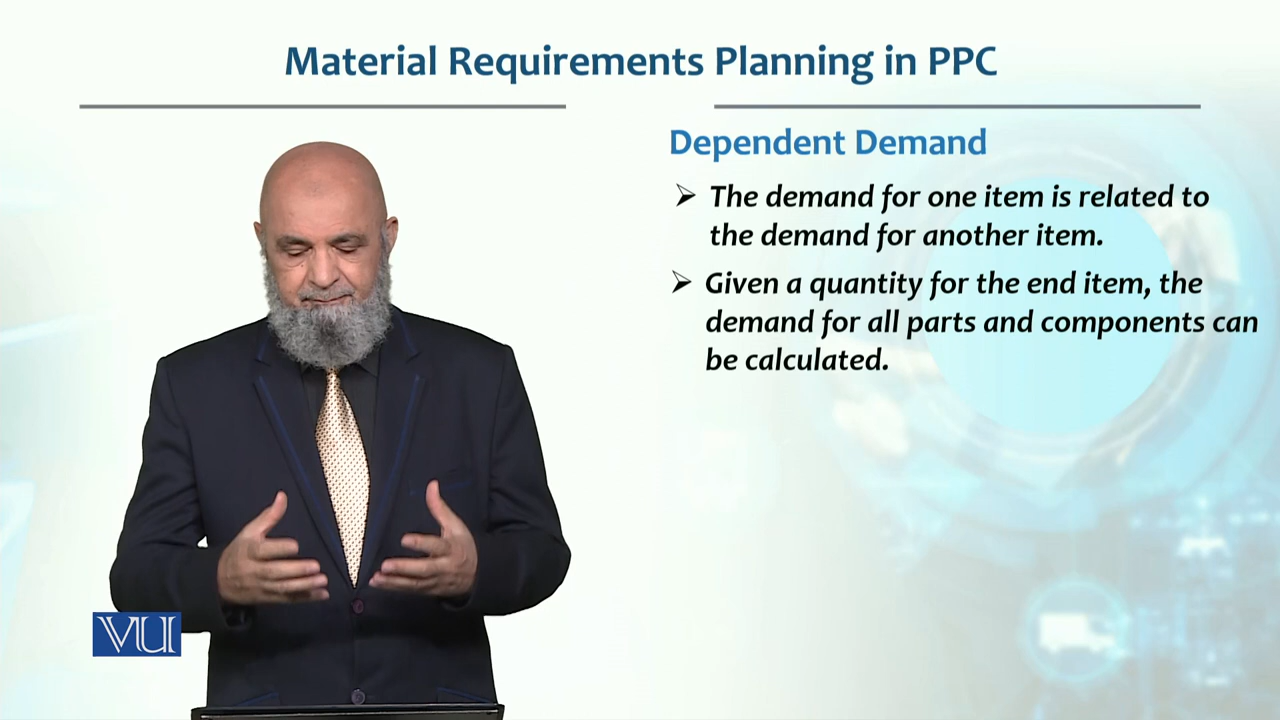 Material Requirements Planning in PPC
Dependent Demand
➢ The demand for one item is related to
the demand for another item.
➢ Given a quantity for the end item, the
demand for all parts and components can
be calculated.
VU